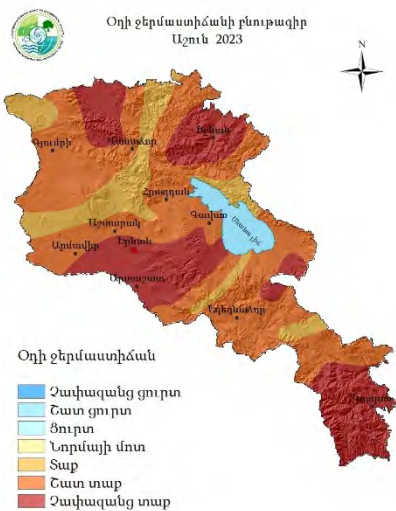 Օդի ջերմաստիճանի բնութագիր
Աշուն 2023
N
Գյումրի
Վանաձոր
Իջևան
Հրազդան
Գավառ
Սևանա լիճ
Աշտարակ
Երևան
Արմավիր
Արտաշատ
Եղեգնաձոր
Կապան
Օդի ջերմաստիճան
Չափազանց ցուրտ
Շատ ցուրտ
Ցուրտ
Նորմայի մոտ
Տաք
Շատ տաք
Չափազանց տաք